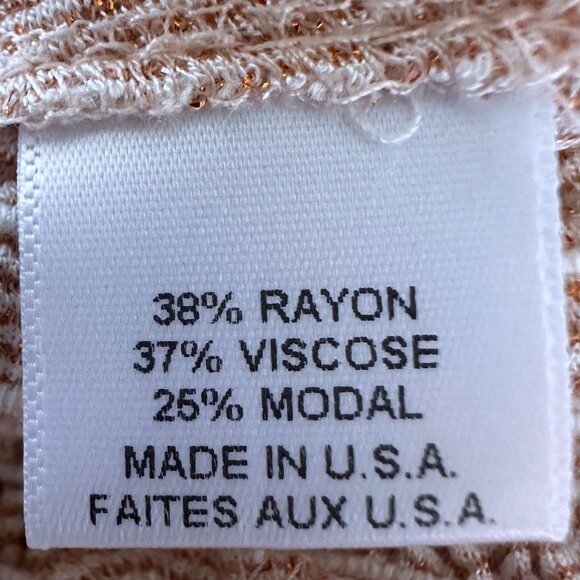 38% RAYON
37% VISCOSE
25% MODAL
MADE IN U.S.A.
FAITES AUX U.S.A.